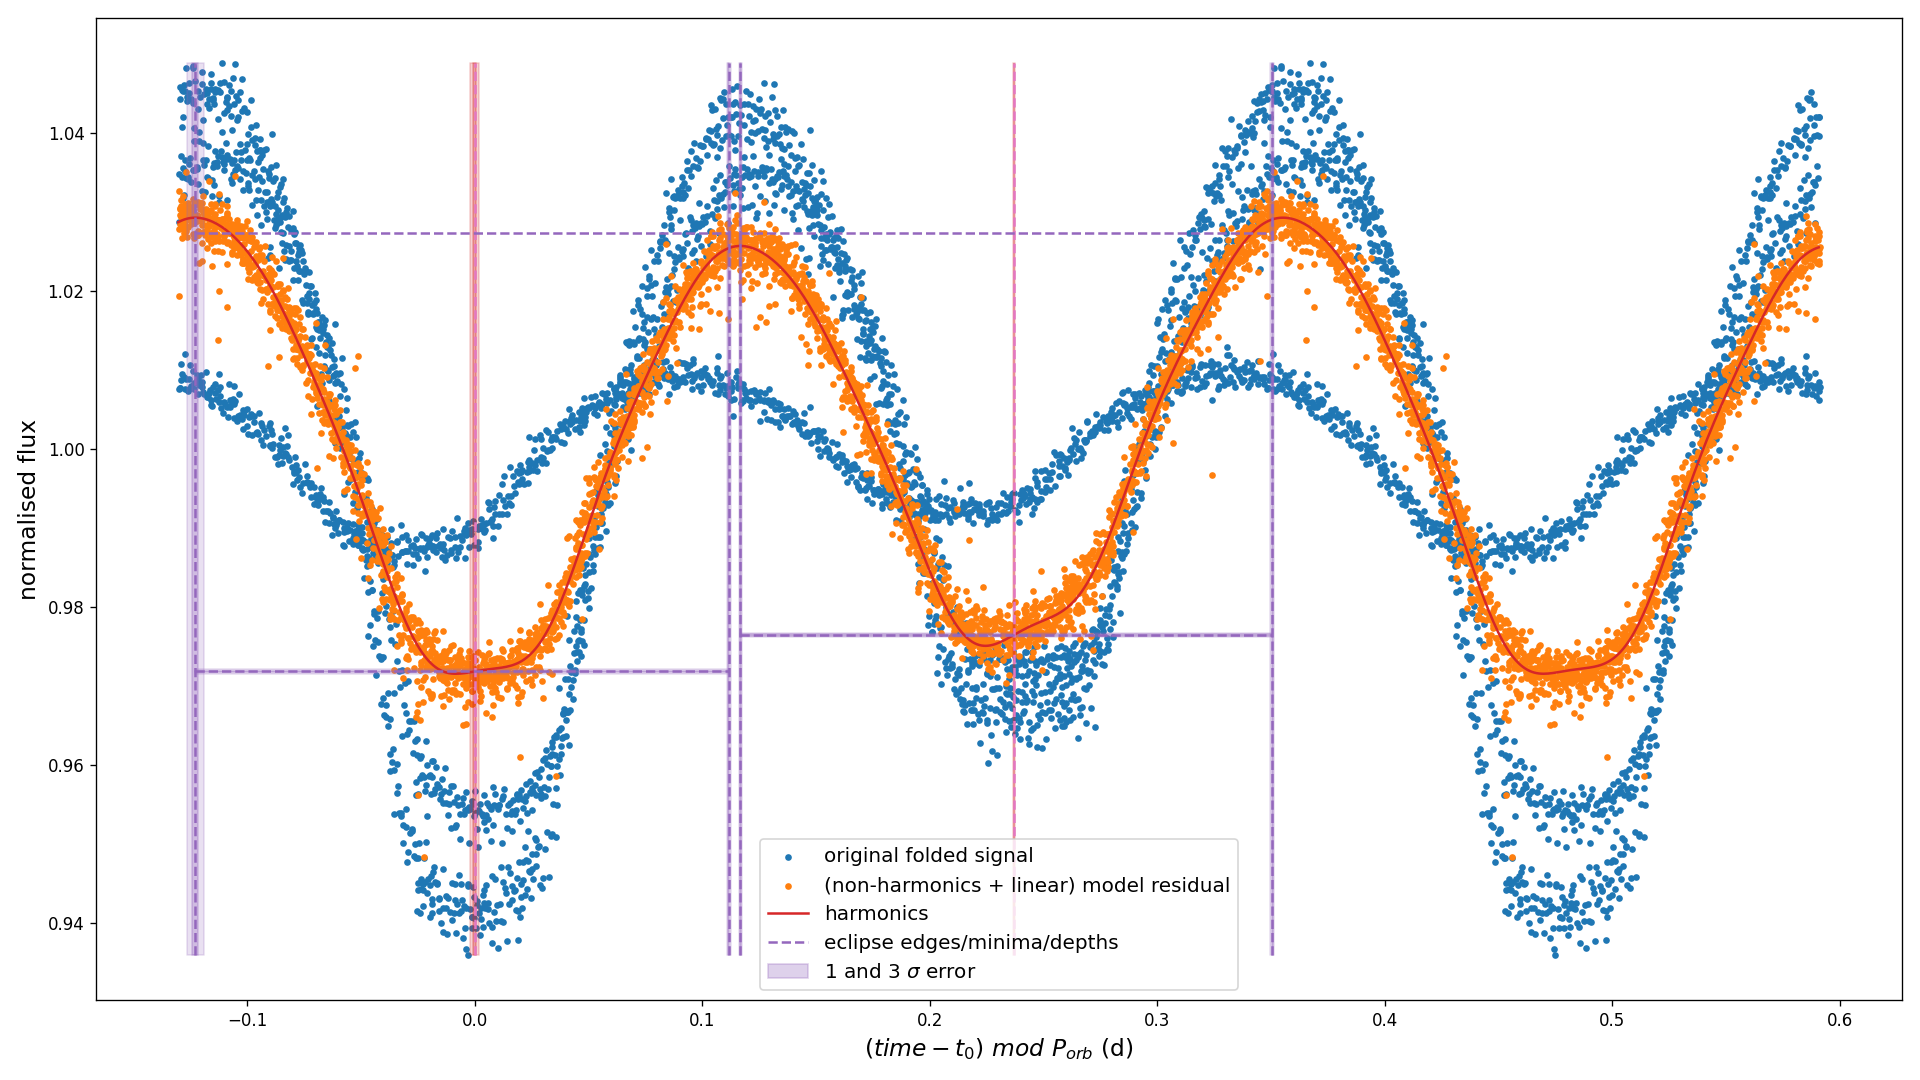 1.04
1.02
1.00
0.98
0.96
0.94
normalised flux
original folded signal
(non-harmonics + linear) model residual
harmonics
eclipse edges/minima/depths
1 and 3 σ error
−0.1 0.0 0.1 0.2 0.3 0.4 0.5 0.6
(time − t₀) mod Pₒᵣb (d)